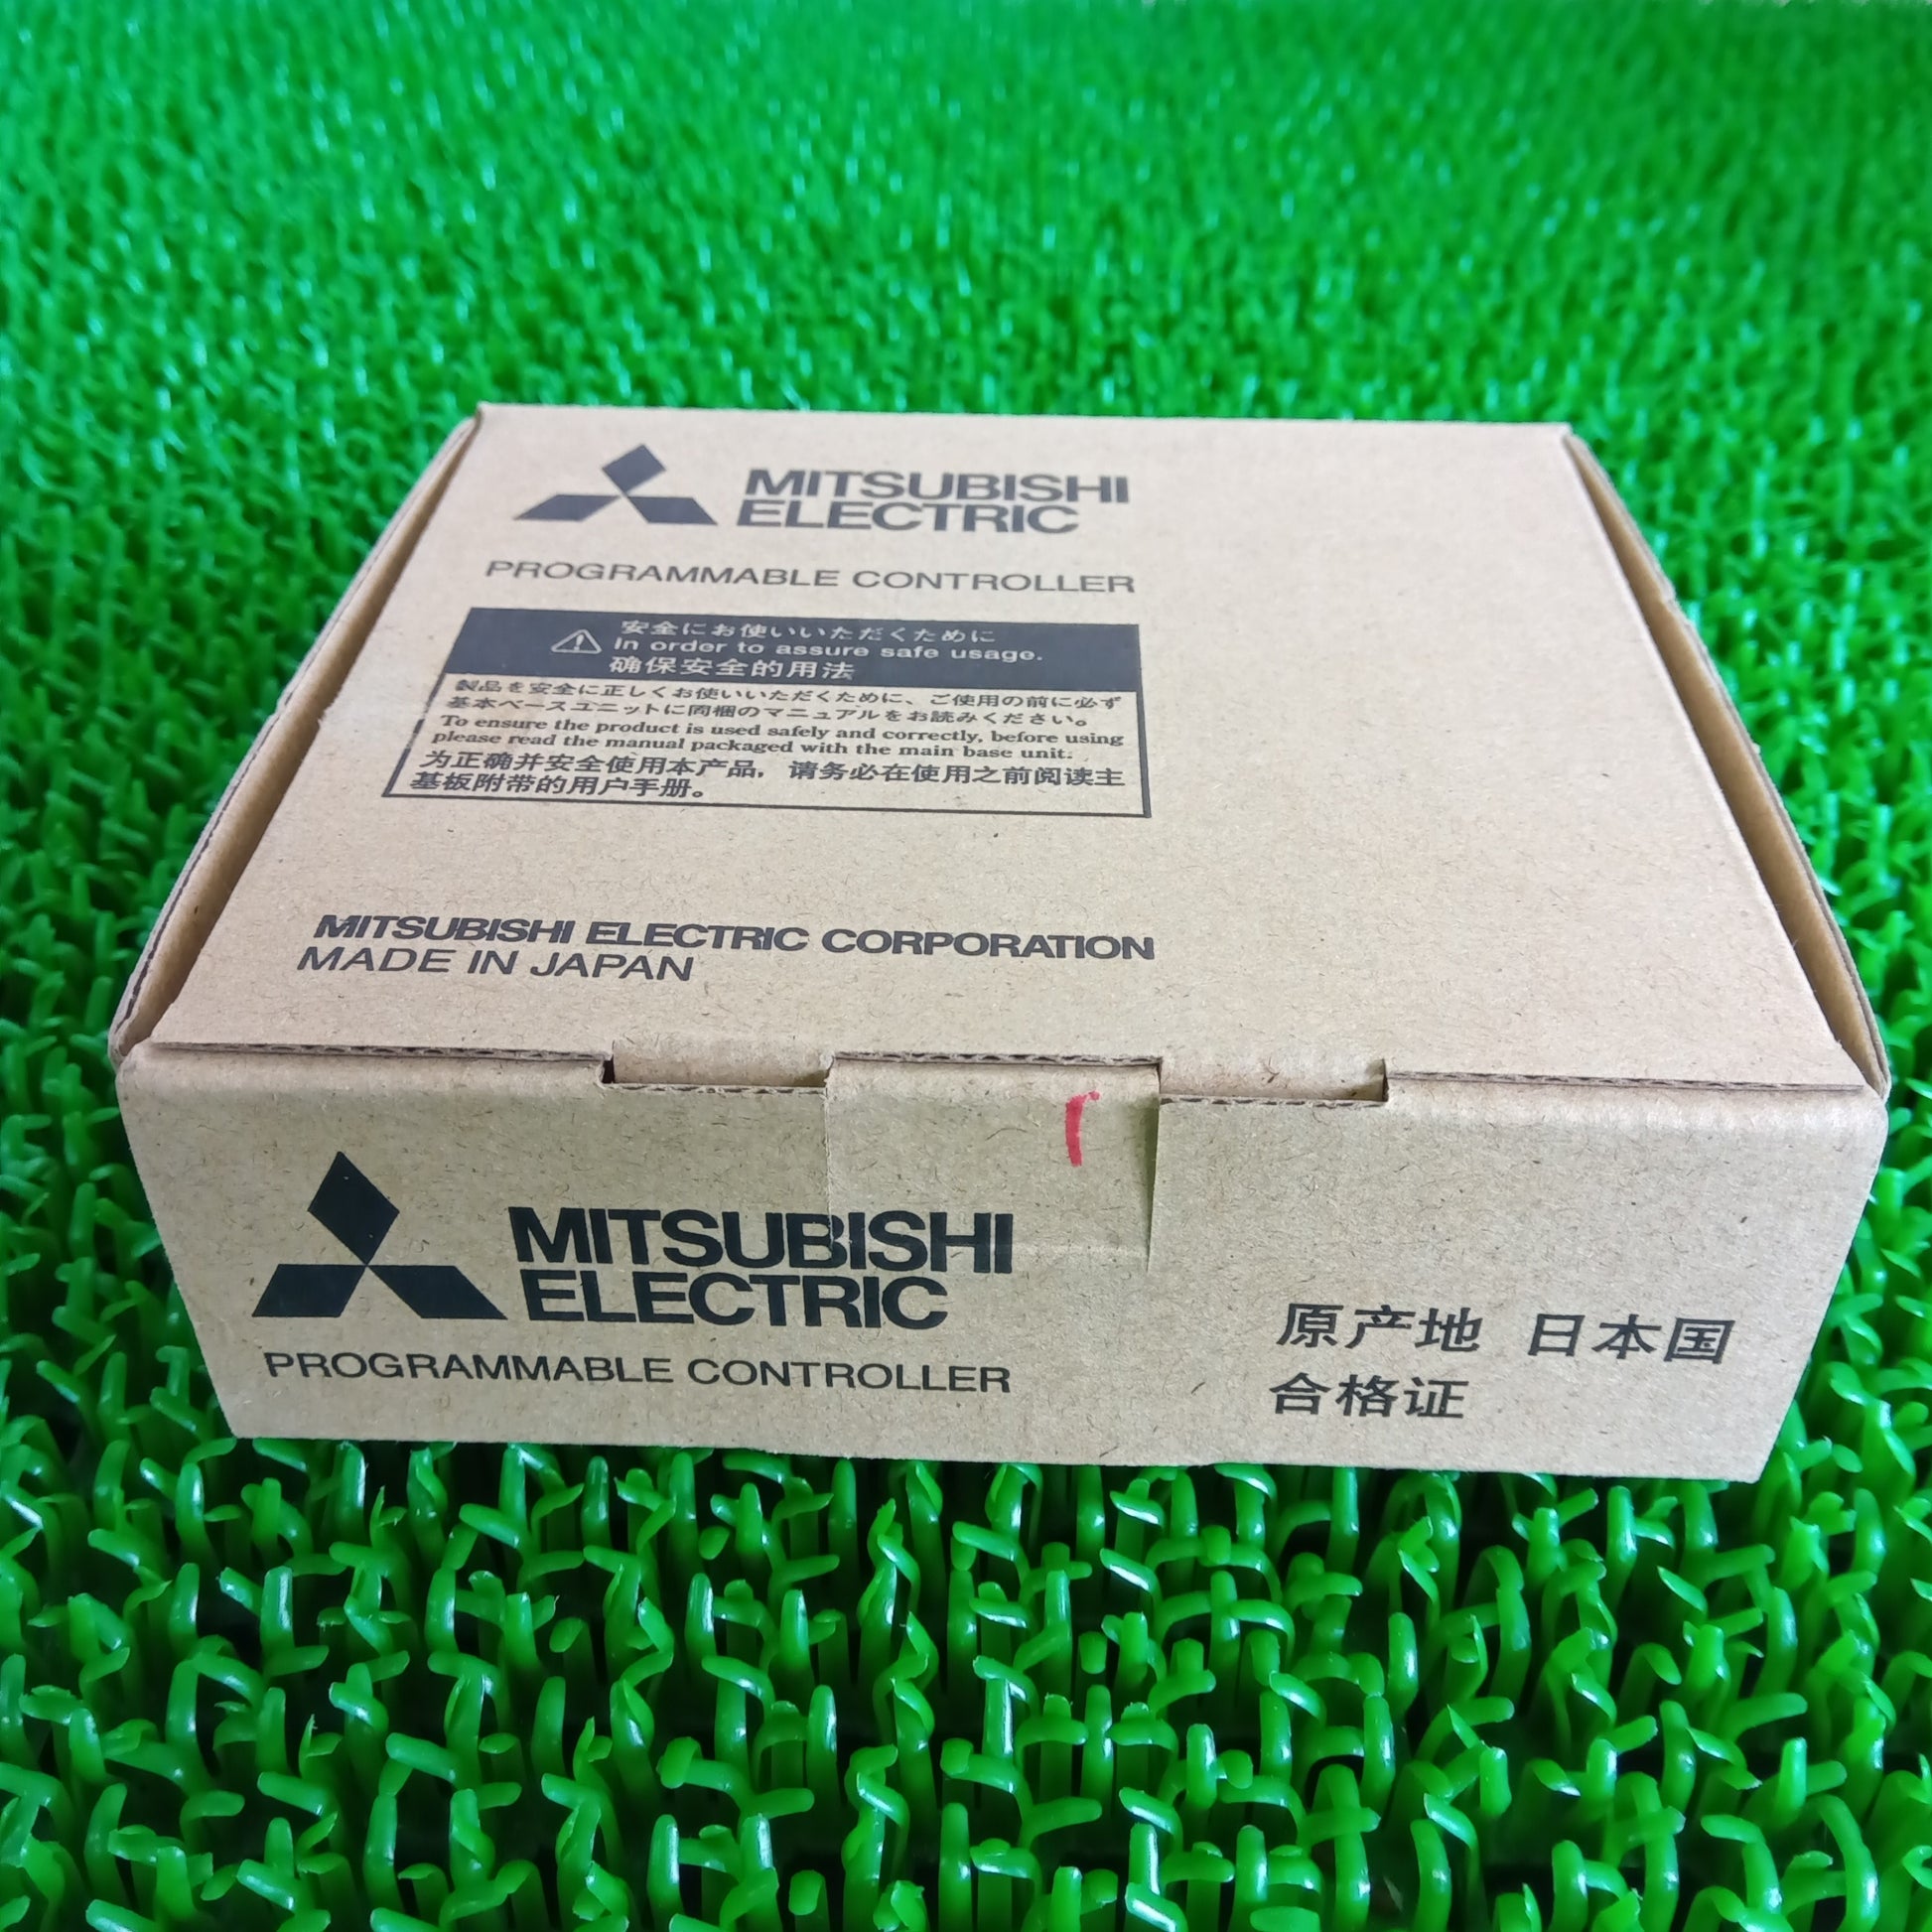 MITSUBISHI
ELECTRIC
PROGRAMMABLE CONTROLLER
安全にお使いいただくために
In order to assure safe usage.
确保安全的用法
製品を安全に正しくお使いいただくために、ご使用の前に必ず
基本ベースユニットに同梱のマニュアルをお読みください。
To ensure the product is used safely and correctly, before using
please read the manual packaged with the main base unit.
为正确并安全使用本产品，请务必在使用之前阅读主
基板附带的用户手册。
MITSUBISHI ELECTRIC CORPORATION
MADE IN JAPAN
MITSUBISHI
ELECTRIC
PROGRAMMABLE CONTROLLER
原产地 日本国
合格证